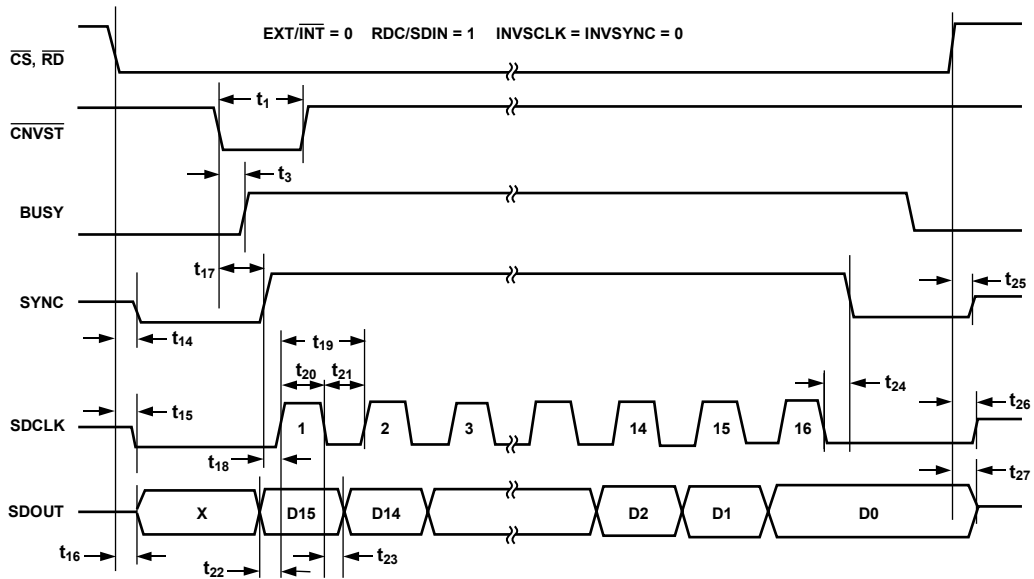 EXT/INT = 0 RDC/SDIN = 1 INVSCLK = INVSYNC = 0
CS, RD
t1
CNVST
t3
BUSY
t17
SYNC
t25
t14
t19
t20 t21
t24
t15
t26
SDCLK
1 2 3 14 15 16
t18
t27
SDOUT
X D15 D14 D2 D1 D0
t16
t22
t23